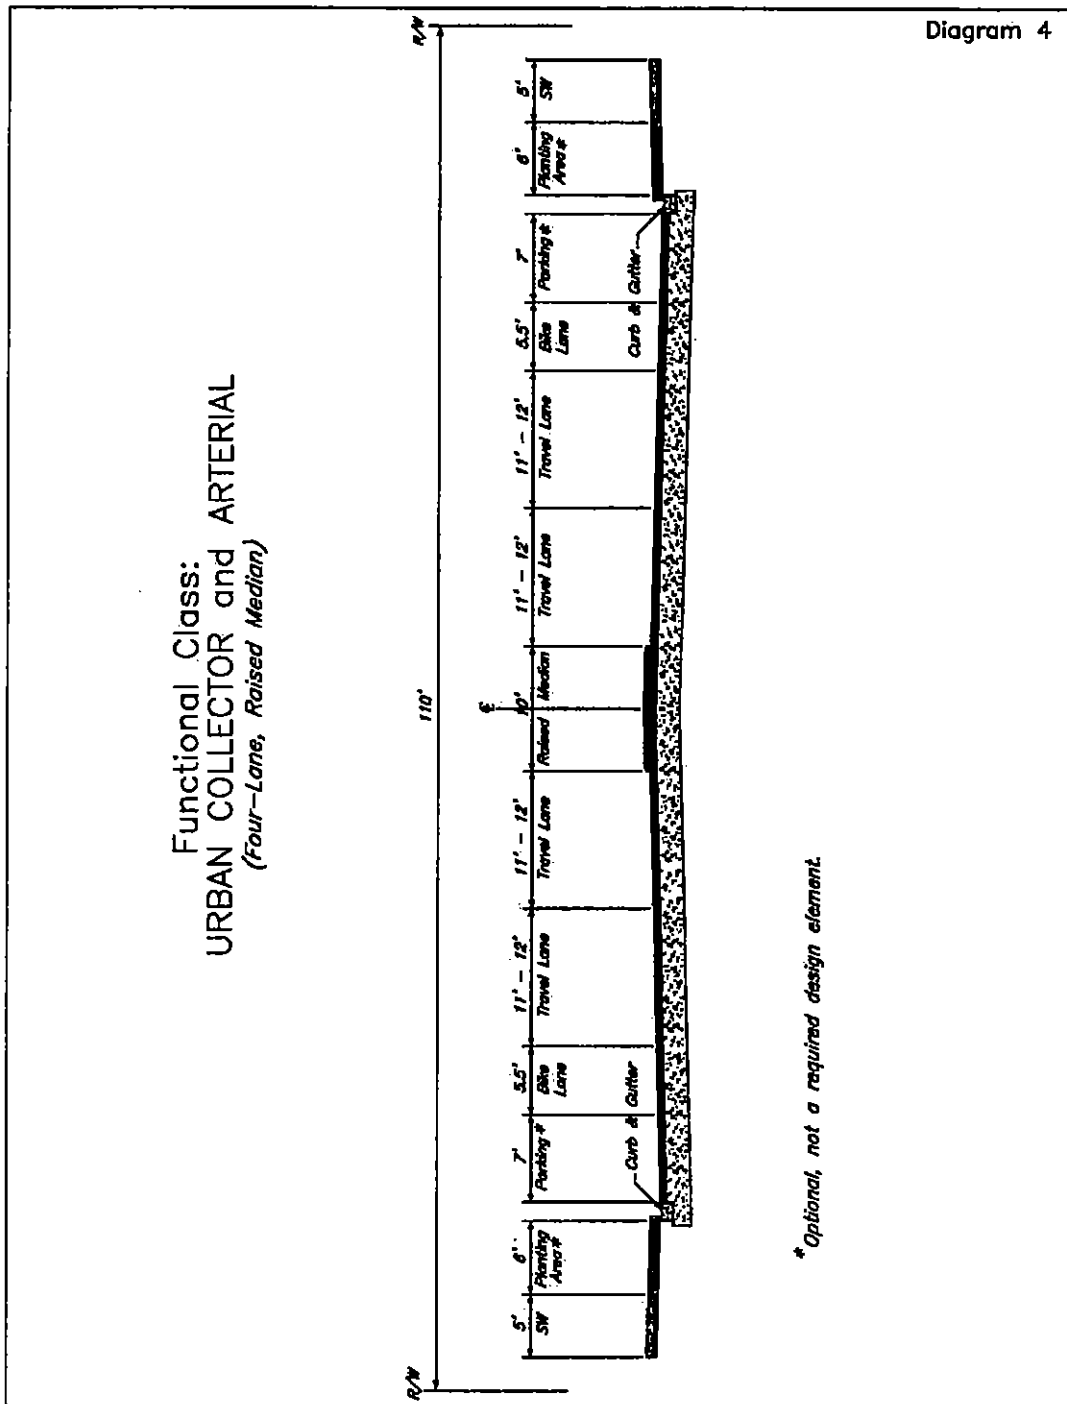 Diagram 4
Functional Class:
URBAN COLLECTOR and ARTERIAL
(Four-Lane, Raised Median)
R/W
110'
R/W
℄
5'
SW
6'
Planting
Area*
7'
Parking*
5.5'
Bike
Lane
11' - 12'
Travel Lane
11' - 12'
Travel Lane
10'
Raised Median
11' - 12'
Travel Lane
11' - 12'
Travel Lane
5.5'
Bike
Lane
7'
Parking*
6'
Planting
Area*
5'
SW
Curb & Gutter
Curb & Gutter
* Optional, not a required design element.